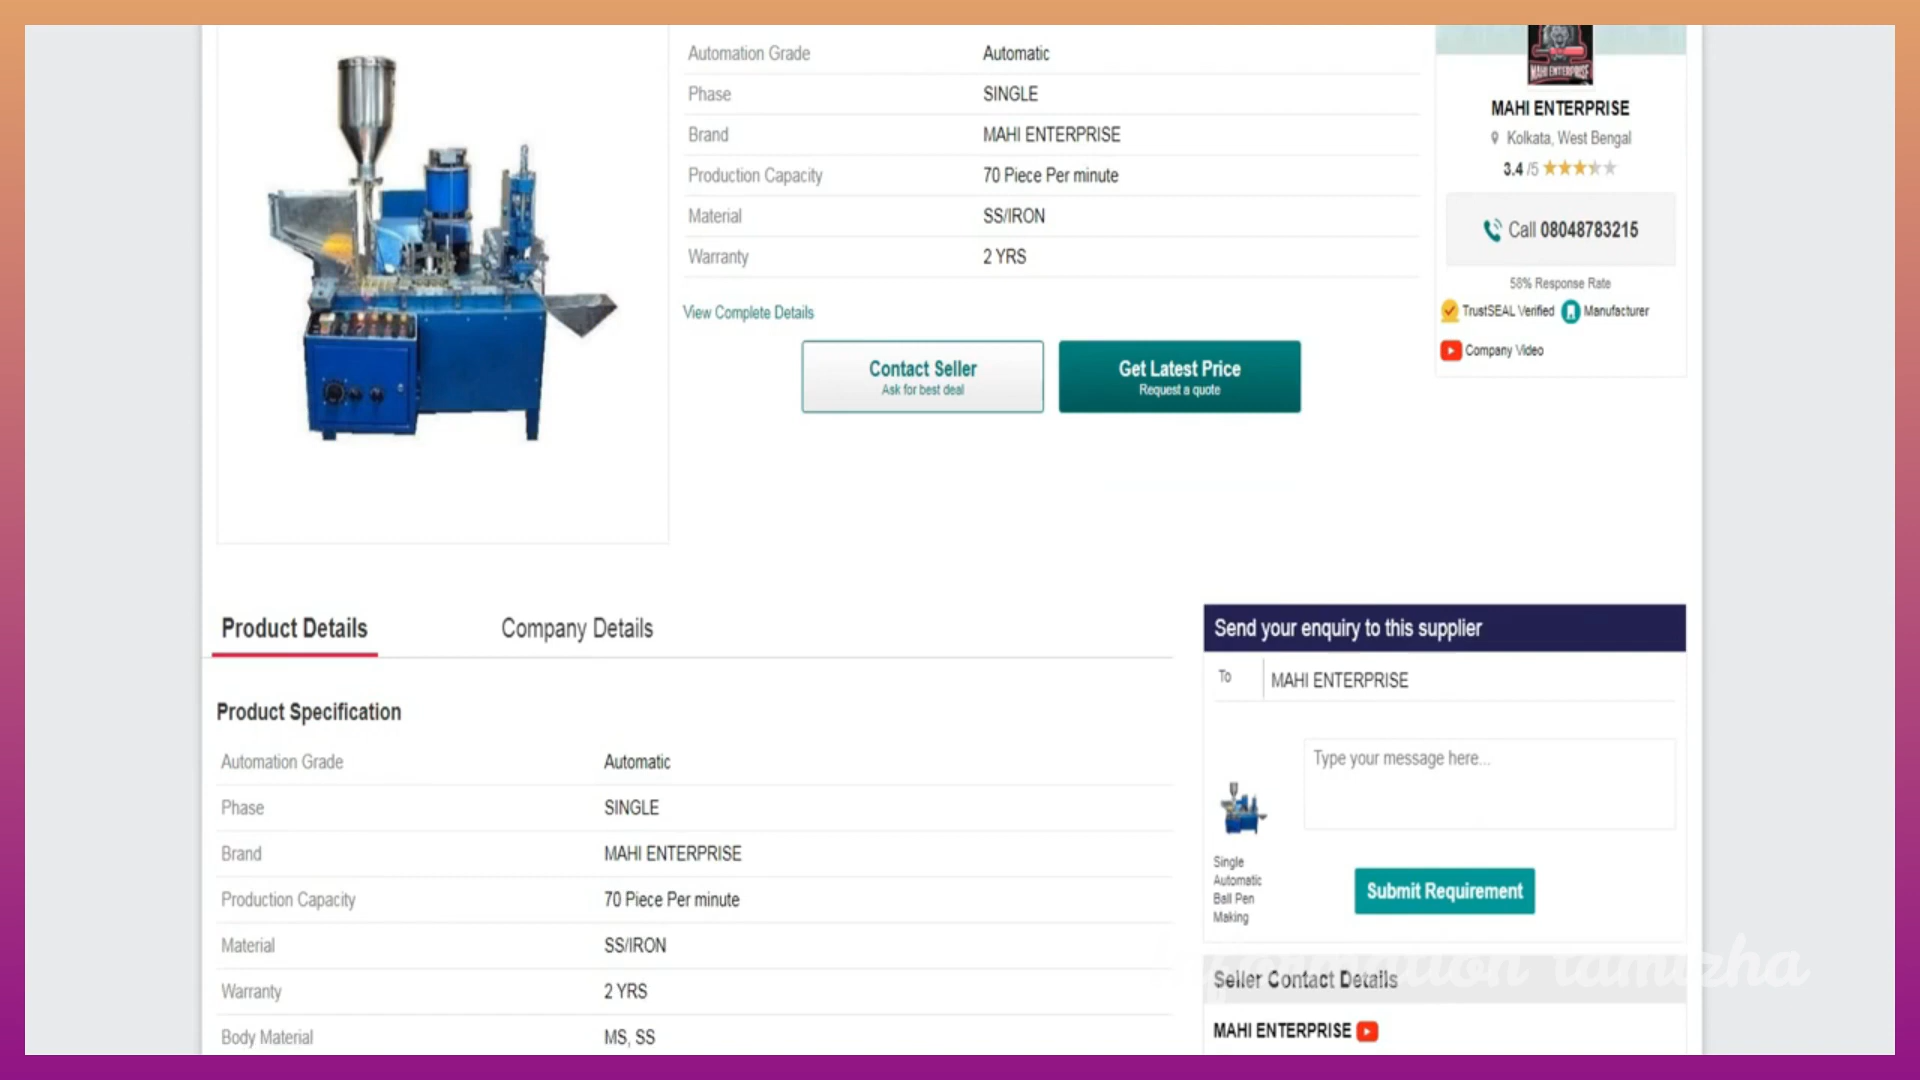 Automation Grade Automatic
Phase SINGLE
Brand MAHI ENTERPRISE
Production Capacity 70 Piece Per minute
Material SS/IRON
Warranty 2 YRS
View Complete Details
Contact Seller
Ask for best deal
Get Latest Price
Request a quote
MAHI ENTERPRISE
MAHI ENTERPRISE
Kolkata, West Bengal
3.4 /5
Call 08048783215
58% Response Rate
TrustSEAL Verified Manufacturer
Company Video
Product Details Company Details
Product Specification
Automation Grade Automatic
Phase SINGLE
Brand MAHI ENTERPRISE
Production Capacity 70 Piece Per minute
Material SS/IRON
Warranty 2 YRS
Body Material MS, SS
Send your enquiry to this supplier
To MAHI ENTERPRISE
Type your message here...
Single
Automatic
Ball Pen
Making
Submit Requirement
information tamizha
Seller Contact Details
MAHI ENTERPRISE